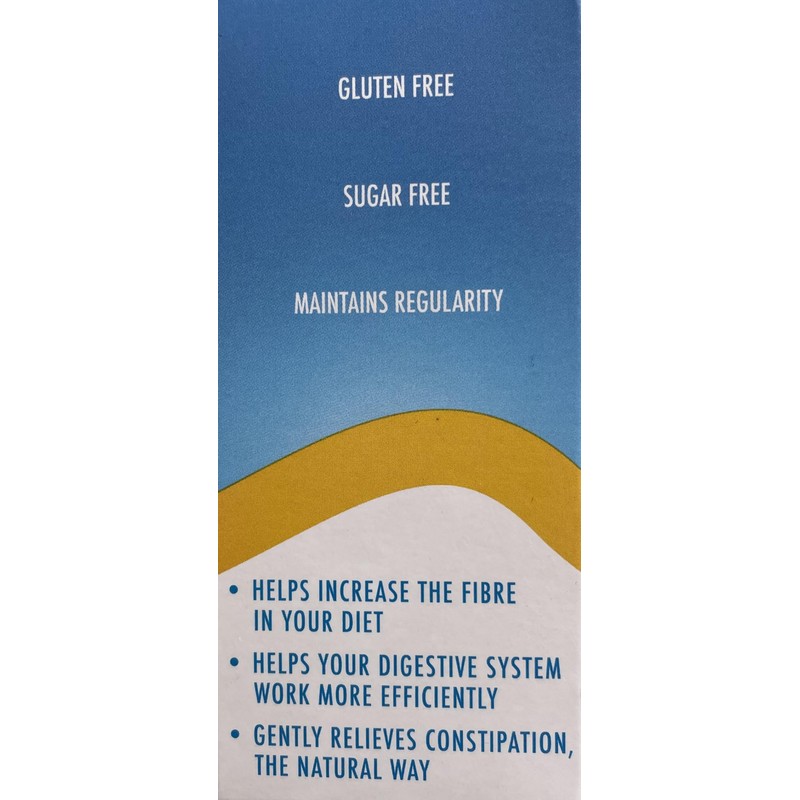 GLUTEN FREE
SUGAR FREE
MAINTAINS REGULARITY
• HELPS INCREASE THE FIBRE
IN YOUR DIET
• HELPS YOUR DIGESTIVE SYSTEM
WORK MORE EFFICIENTLY
• GENTLY RELIEVES CONSTIPATION,
THE NATURAL WAY